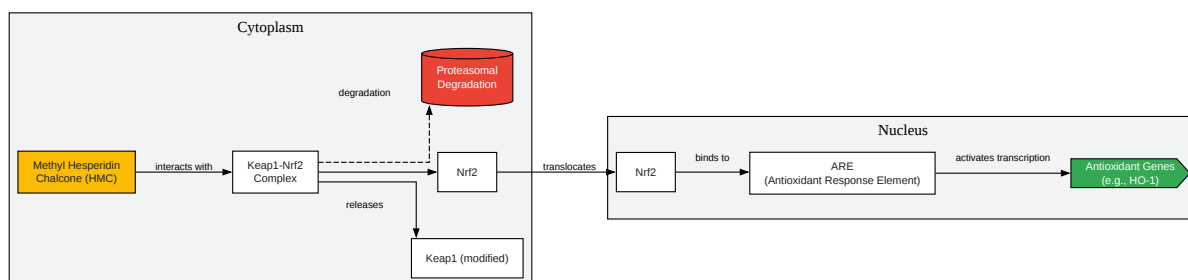 Cytoplasm
Proteasomal
Degradation
degradation
Methyl Hesperidin
Chalcone (HMC)
interacts with
Keap1-Nrf2
Complex
Nrf2
releases
Keap1 (modified)
translocates
Nucleus
Nrf2
binds to
ARE
(Antioxidant Response Element)
activates transcription
Antioxidant Genes
(e.g., HO-1)